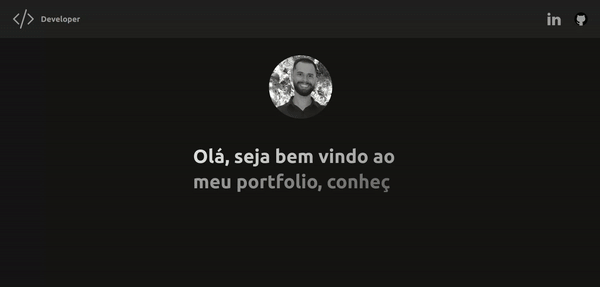 </> Developer
in
Olá, seja bem vindo ao
meu portfolio, conheç